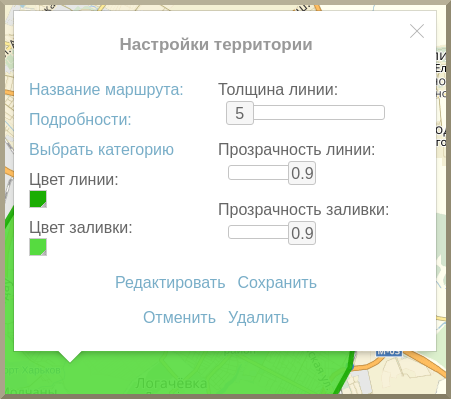 Настройки территории
Название маршрута:
Подробности:
Выбрать категорию
Цвет линии:
Цвет заливки:
Толщина линии:
5
Прозрачность линии:
0.9
Прозрачность заливки:
0.9
Редактировать Сохранить
Отменить Удалить
М-03
Логачёвка